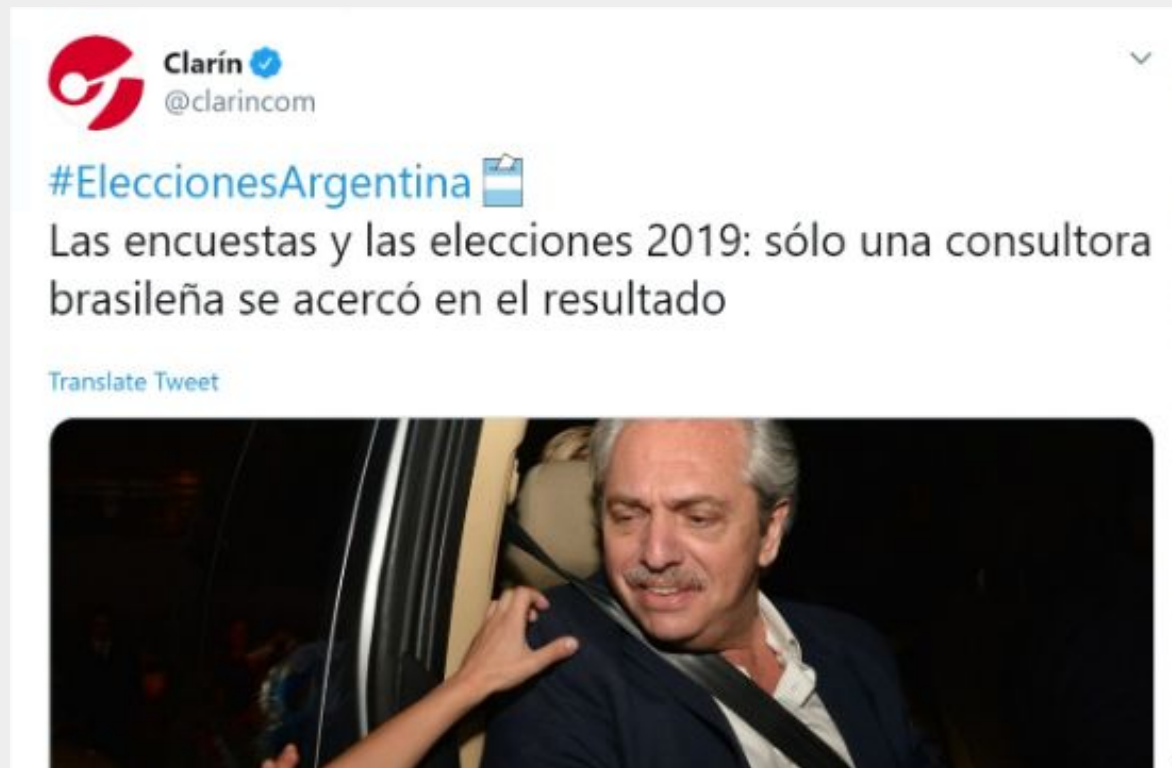 Clarín
@clarincom
#EleccionesArgentina
Las encuestas y las elecciones 2019: sólo una consultora
brasileña se acercó en el resultado
Translate Tweet